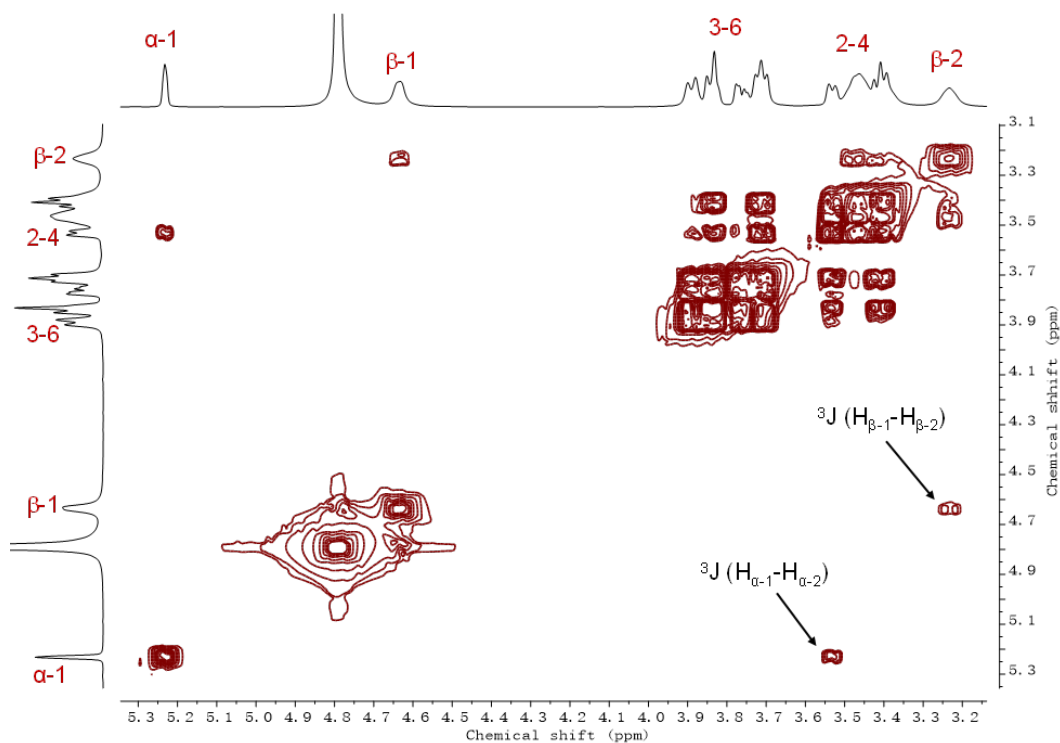 α-1
β-1
3-6
2-4
β-2
β-2
2-4
3-6
β-1
α-1
3.1
3.3
3.5
3.7
3.9
4.1
4.3
4.5
4.7
4.9
5.1
5.3
Chemical shhift (ppm)
³J (Hβ-1-Hβ-2)
³J (Hα-1-Hα-2)
5.3 5.2 5.1 5.0 4.9 4.8 4.7 4.6 4.5 4.4 4.3 4.2 4.1 4.0 3.9 3.8 3.7 3.6 3.5 3.4 3.3 3.2
Chemical shift (ppm)